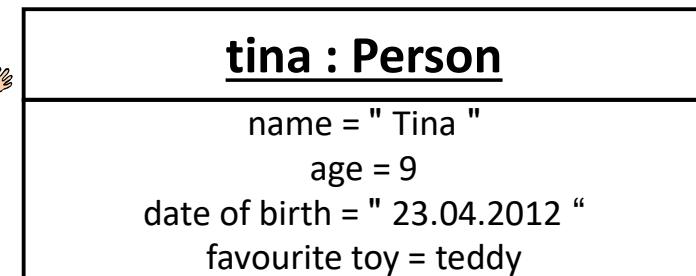 tina : Person
name = " Tina "
age = 9
date of birth = " 23.04.2012 “
favourite toy = teddy